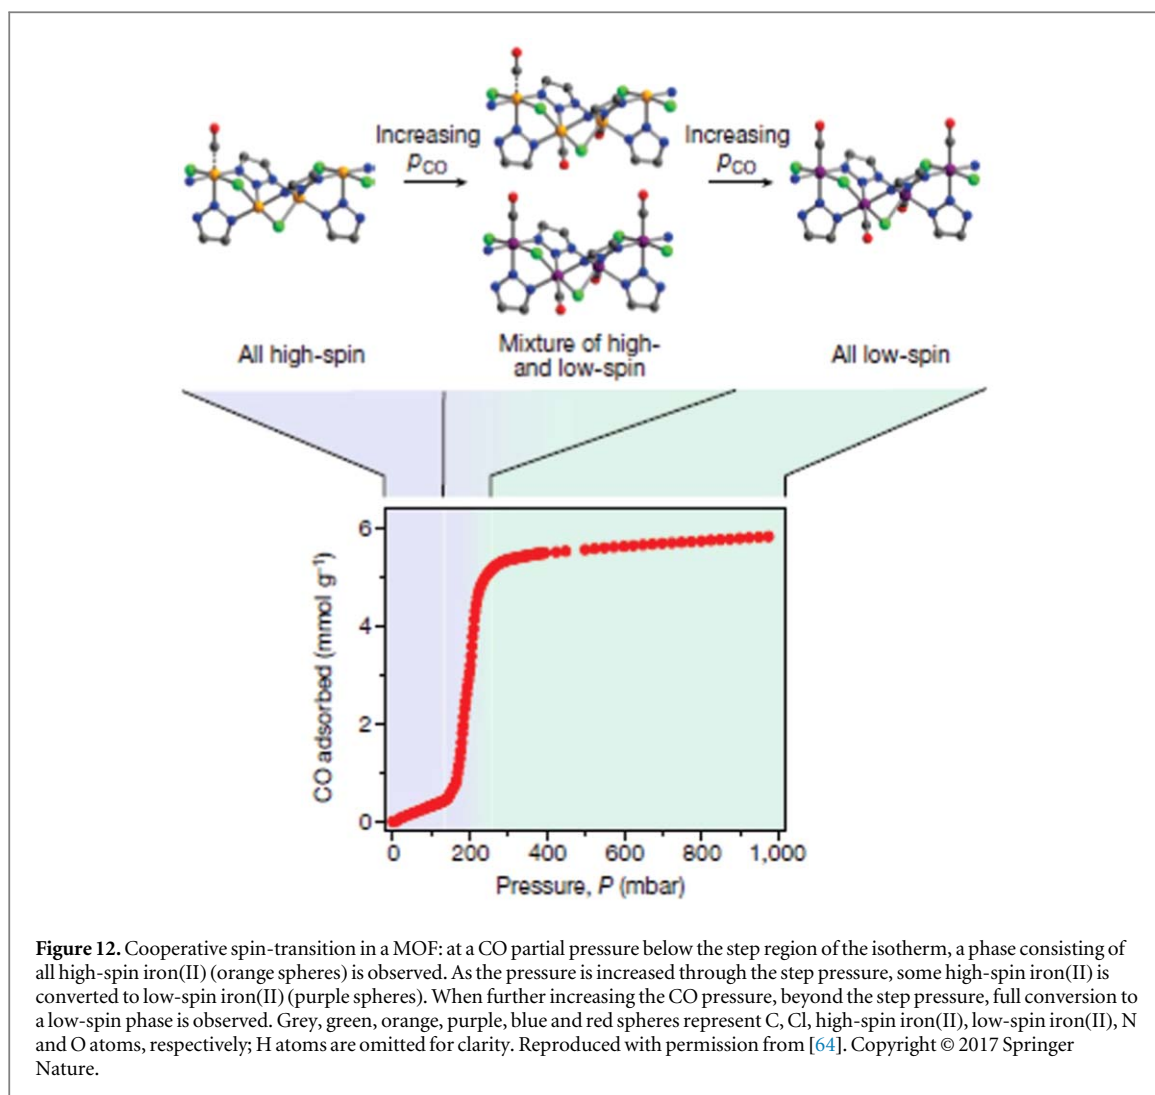 Increasing
pCO
Increasing
pCO
All high-spin
Mixture of high-
and low-spin
All low-spin
CO adsorbed (mmol g⁻¹)
6
4
2
0
0 200 400 600 800 1,000
Pressure, P (mbar)
Figure 12. Cooperative spin-transition in a MOF: at a CO partial pressure below the step region of the isotherm, a phase consisting of
all high-spin iron(II) (orange spheres) is observed. As the pressure is increased through the step pressure, some high-spin iron(II) is
converted to low-spin iron(II) (purple spheres). When further increasing the CO pressure, beyond the step pressure, full conversion to
a low-spin phase is observed. Grey, green, orange, purple, blue and red spheres represent C, Cl, high-spin iron(II), low-spin iron(II), N
and O atoms, respectively; H atoms are omitted for clarity. Reproduced with permission from [64]. Copyright © 2017 Springer
Nature.